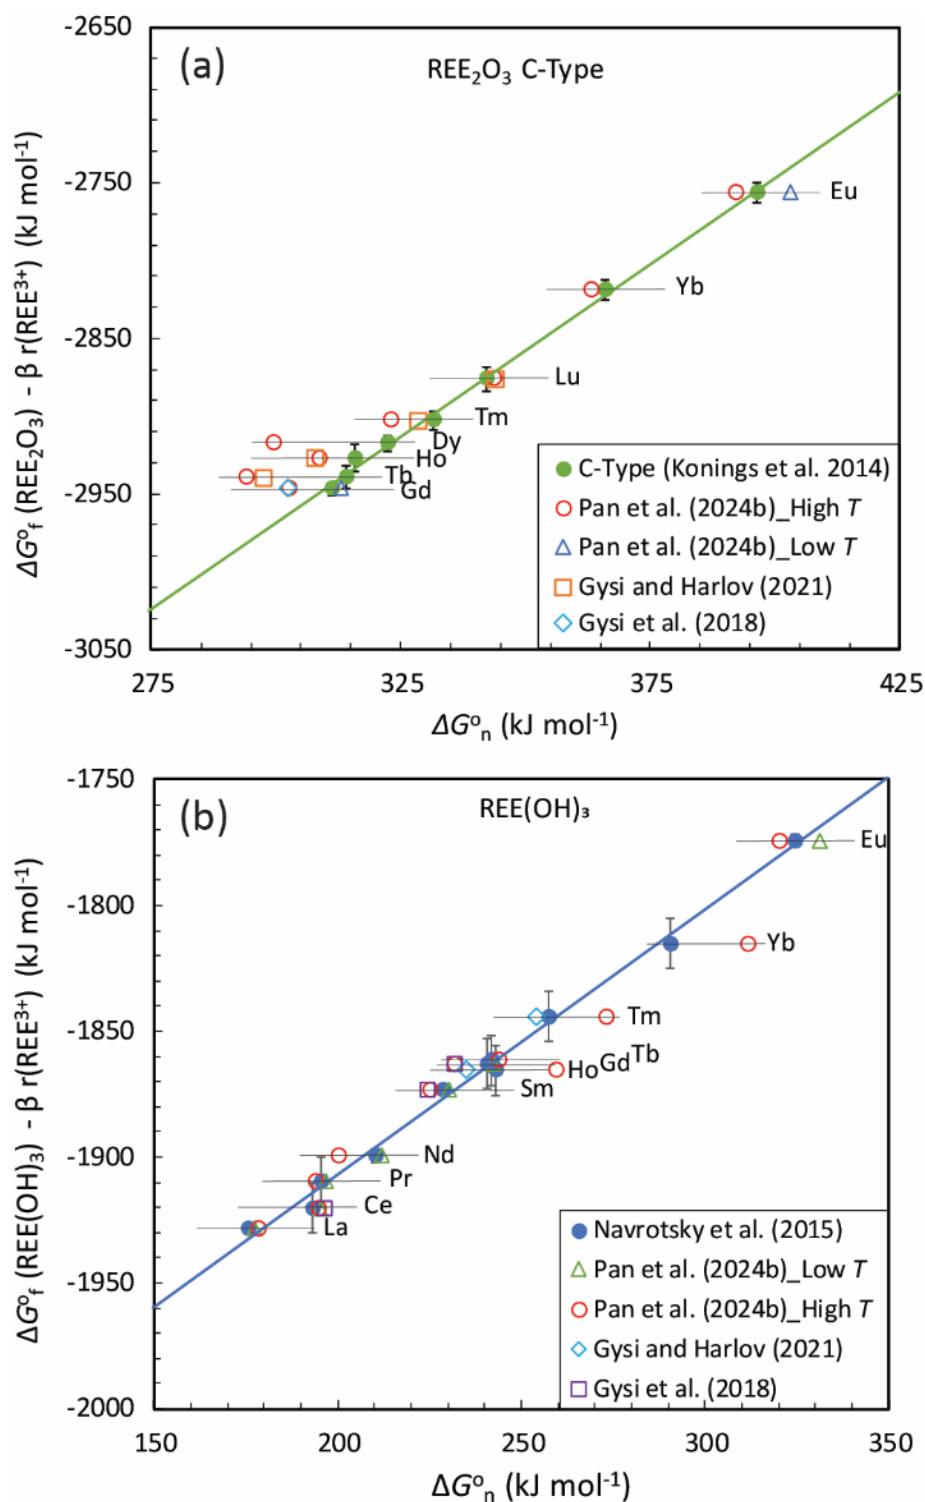 (a)
REE₂O₃ C-Type
ΔG°f (REE₂O₃) - β r(REE³⁺) (kJ mol⁻¹)
-2650
-2750
-2850
-2950
-3050
Eu
Yb
Lu
Tm
Dy
Ho
Tb
Gd
C-Type (Konings et al. 2014)
Pan et al. (2024b)_High T
Pan et al. (2024b)_Low T
Gysi and Harlov (2021)
Gysi et al. (2018)
275 325 375 425
ΔG°n (kJ mol⁻¹)
(b)
REE(OH)₃
ΔG°f (REE(OH)₃) - β r(REE³⁺) (kJ mol⁻¹)
-1750
-1800
-1850
-1900
-1950
-2000
Eu
Yb
Tm
Ho Gd Tb
Sm
Nd
Pr
Ce
La
Navrotsky et al. (2015)
Pan et al. (2024b)_Low T
Pan et al. (2024b)_High T
Gysi and Harlov (2021)
Gysi et al. (2018)
150 200 250 300 350
ΔG°n (kJ mol⁻¹)